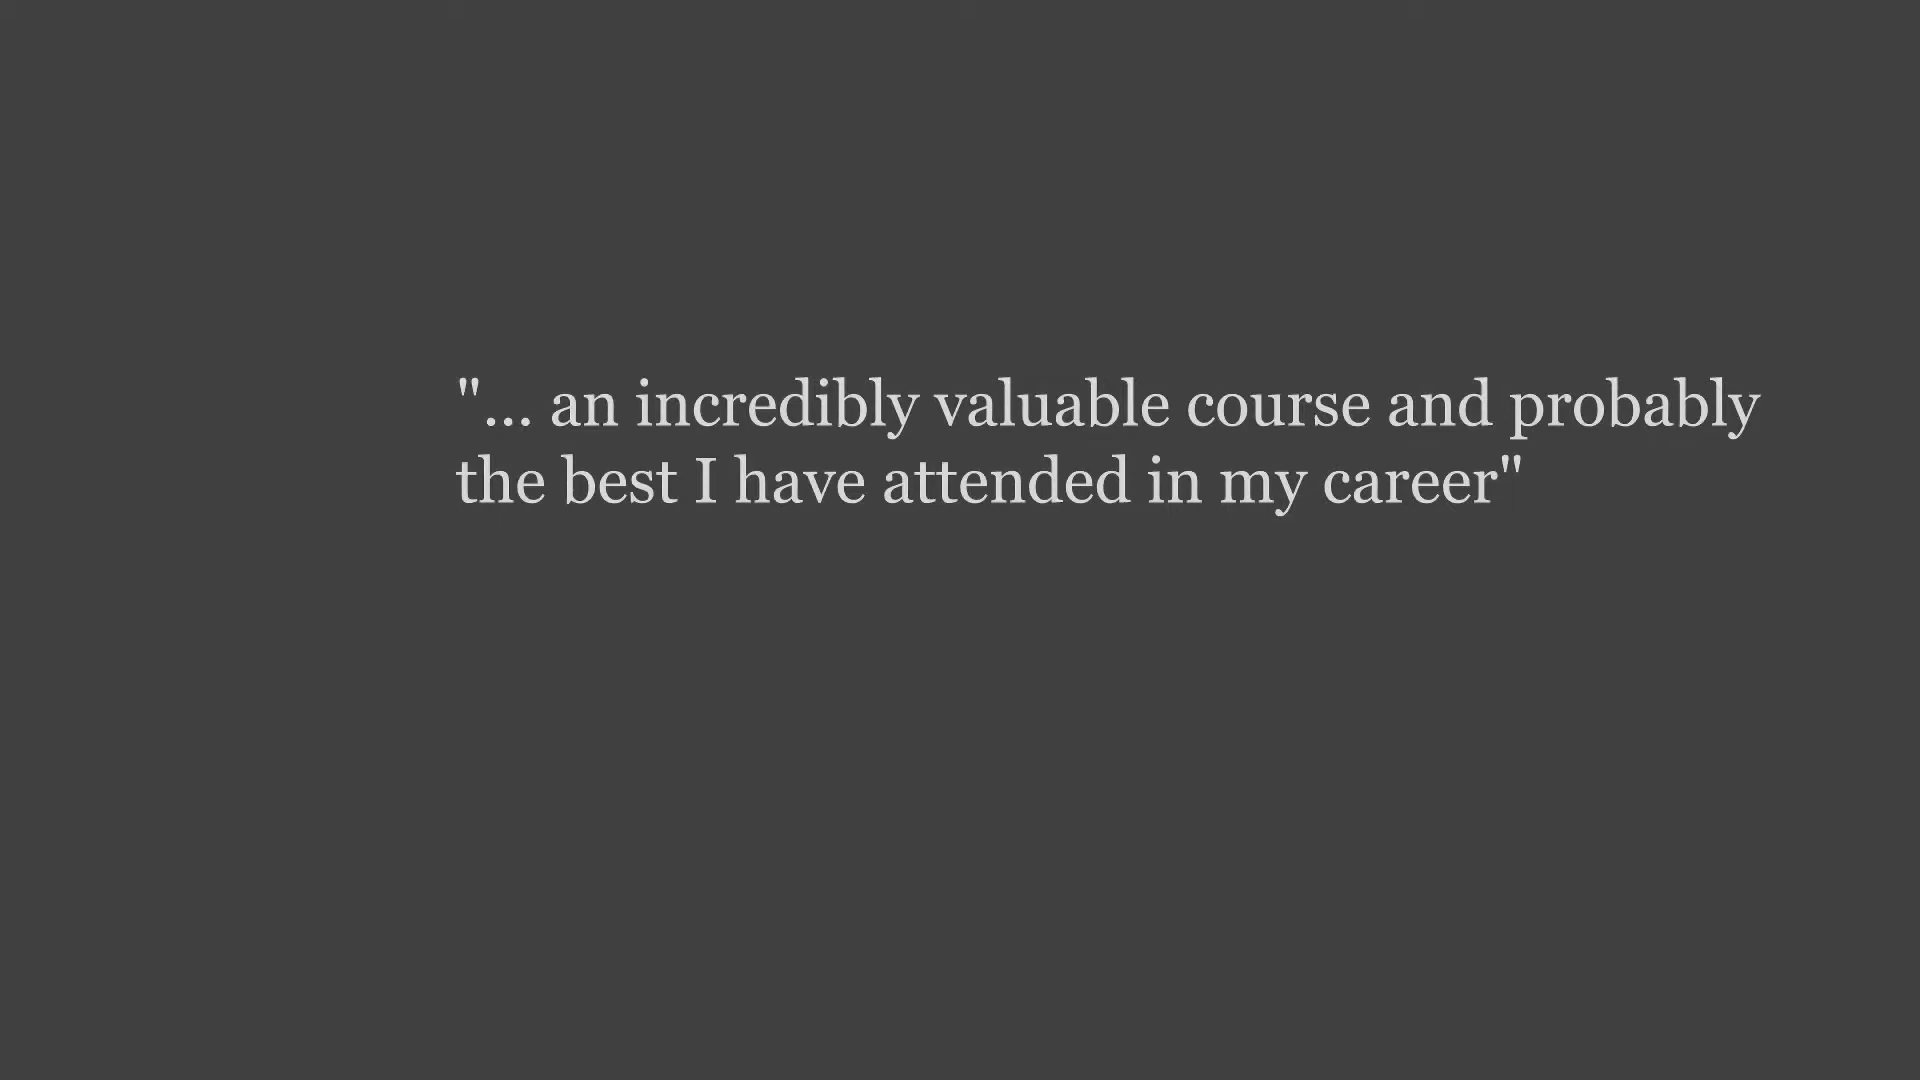 "... an incredibly valuable course and probably
the best I have attended in my career"